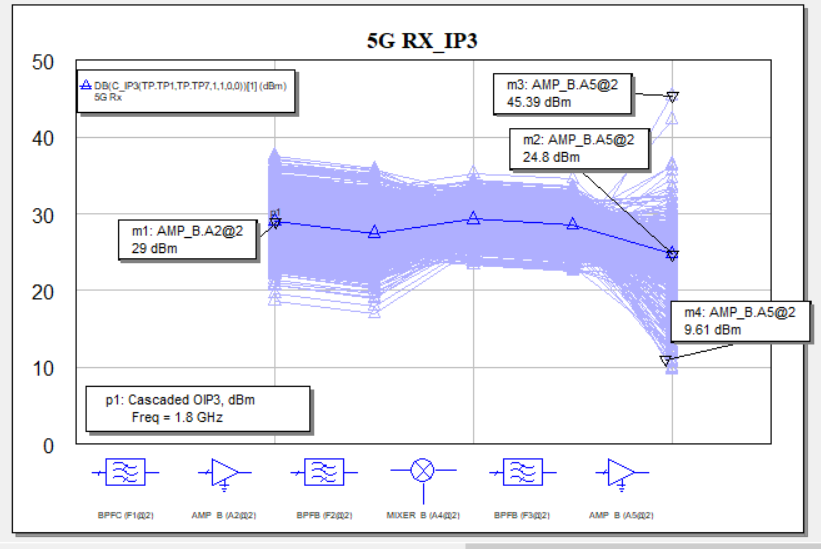 5G RX_IP3
50
40
30
20
10
0
DB(C_IP3(TP.TP1,TP.TP7,1,1,0,0))[1] (dBm)
5G Rx
m3: AMP_B.A5@2
45.39 dBm
m2: AMP_B.A5@2
24.8 dBm
p1
m1: AMP_B.A2@2
29 dBm
m4: AMP_B.A5@2
9.61 dBm
p1: Cascaded OIP3, dBm
Freq = 1.8 GHz
BPFC (F1@2) AMP_B (A2@2) BPFB (F2@2) MIXER_B (A4@2) BPFB (F3@2) AMP_B (A5@2)